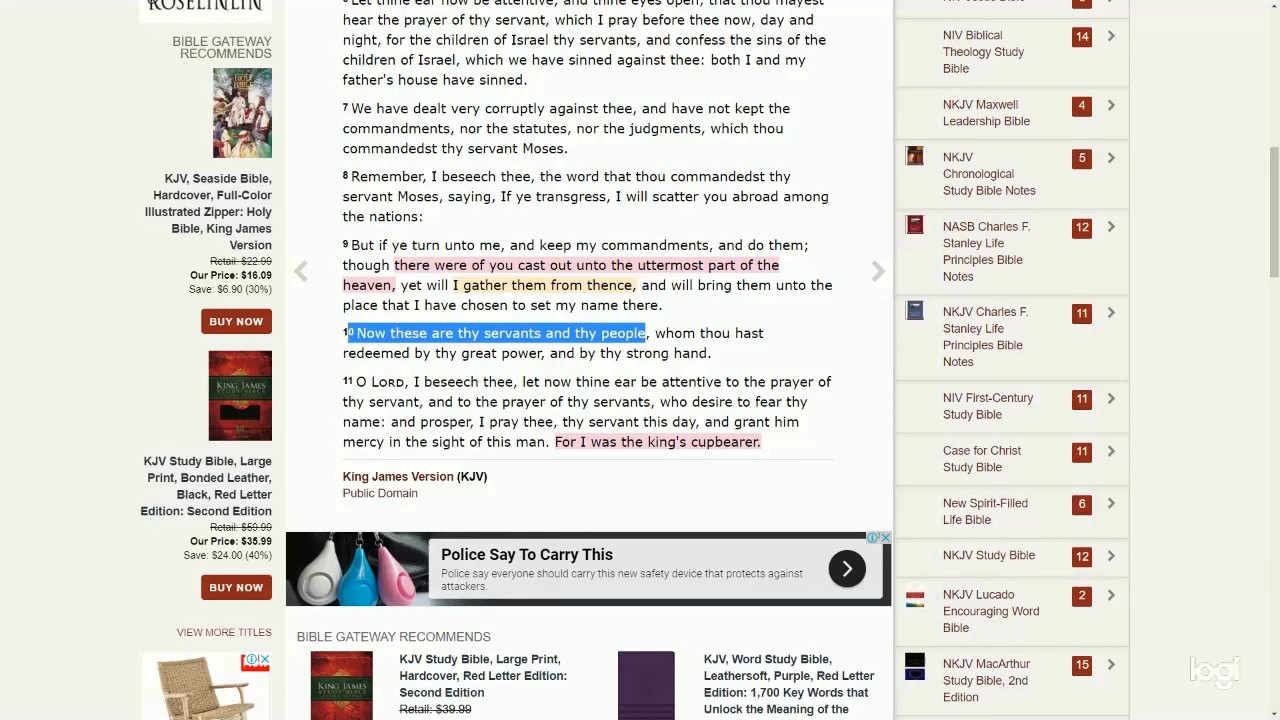 ROSELINLIN
BIBLE GATEWAY
RECOMMENDS
KJV, Seaside Bible,
Hardcover, Full-Color
Illustrated Zipper: Holy
Bible, King James
Version
Retail: $22.99
Our Price: $16.09
Save: $6.90 (30%)
BUY NOW
KJV Study Bible, Large
Print, Bonded Leather,
Black, Red Letter
Edition: Second Edition
Retail: $59.99
Our Price: $35.99
Save: $24.00 (40%)
BUY NOW
VIEW MORE TITLES
hear the prayer of thy servant, which I pray before thee now, day and
night, for the children of Israel thy servants, and confess the sins of the
children of Israel, which we have sinned against thee: both I and my
father's house have sinned.
7 We have dealt very corruptly against thee, and have not kept the
commandments, nor the statutes, nor the judgments, which thou
commandedst thy servant Moses.
8 Remember, I beseech thee, the word that thou commandedst thy
servant Moses, saying, If ye transgress, I will scatter you abroad among
the nations:
9 But if ye turn unto me, and keep my commandments, and do them;
though there were of you cast out unto the uttermost part of the
heaven, yet will I gather them from thence, and will bring them unto the
place that I have chosen to set my name there.
10 Now these are thy servants and thy people, whom thou hast
redeemed by thy great power, and by thy strong hand.
11 O LORD, I beseech thee, let now thine ear be attentive to the prayer of
thy servant, and to the prayer of thy servants, who desire to fear thy
name: and prosper, I pray thee, thy servant this day, and grant him
mercy in the sight of this man. For I was the king's cupbearer.
King James Version (KJV)
Public Domain
Police Say To Carry This
Police say everyone should carry this new safety device that protects against
attackers.
BIBLE GATEWAY RECOMMENDS
KJV Study Bible, Large Print,
Hardcover, Red Letter Edition:
Second Edition
Retail: $39.99
KJV, Word Study Bible,
Leathersoft, Purple, Red Letter
Edition: 1,700 Key Words that
Unlock the Meaning of the
NIV Biblical
Theology Study
Bible
14
NKJV Maxwell
Leadership Bible
4
NKJV
Chronological
Study Bible Notes
5
NASB Charles F.
Stanley Life
Principles Bible
Notes
12
NKJV Charles F.
Stanley Life
Principles Bible
Notes
11
NIV First-Century
Study Bible
11
Case for Christ
Study Bible
11
New Spirit-Filled
Life Bible
6
NKJV Study Bible
12
NKJV Lucado
Encouraging Word
Bible
2
NKJV MacArthur
Study Bible, 2nd
Edition
15
logi